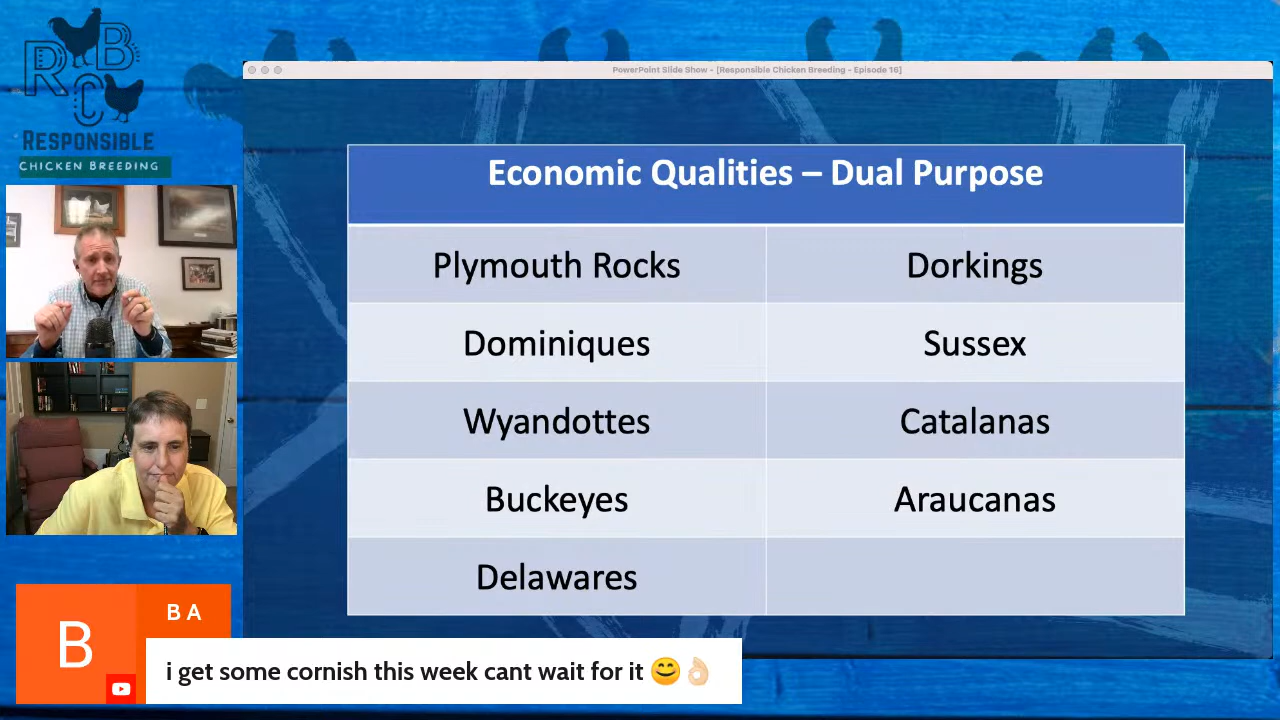 R B C
RESPONSIBLE
CHICKEN BREEDING
PowerPoint Slide Show - [Responsible Chicken Breeding - Episode 16]
Economic Qualities – Dual Purpose
Plymouth Rocks Dorkings
Dominiques Sussex
Wyandottes Catalanas
Buckeyes Araucanas
Delawares
B
B A
i get some cornish this week cant wait for it 😊👌🏻